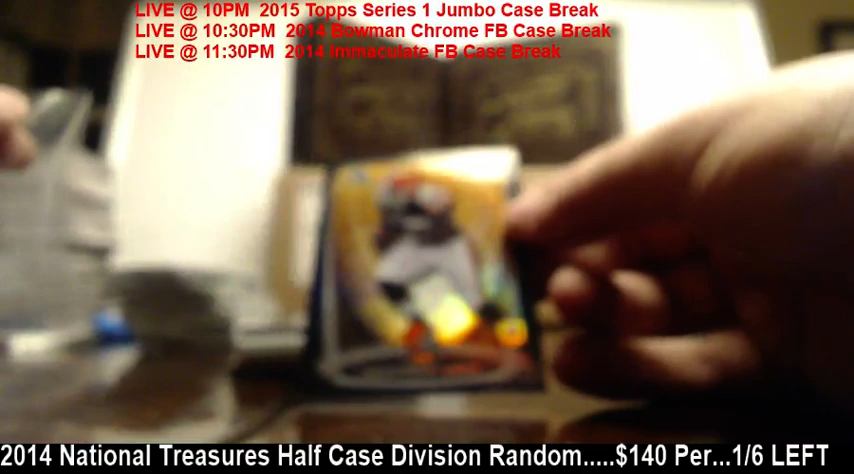 LIVE @ 10PM 2015 Topps Series 1 Jumbo Case Break
LIVE @ 10:30PM 2014 Bowman Chrome FB Case Break
LIVE @ 11:30PM 2014 Immaculate FB Case Break
2014 National Treasures Half Case Division Random.....$140 Per...1/6 LEFT